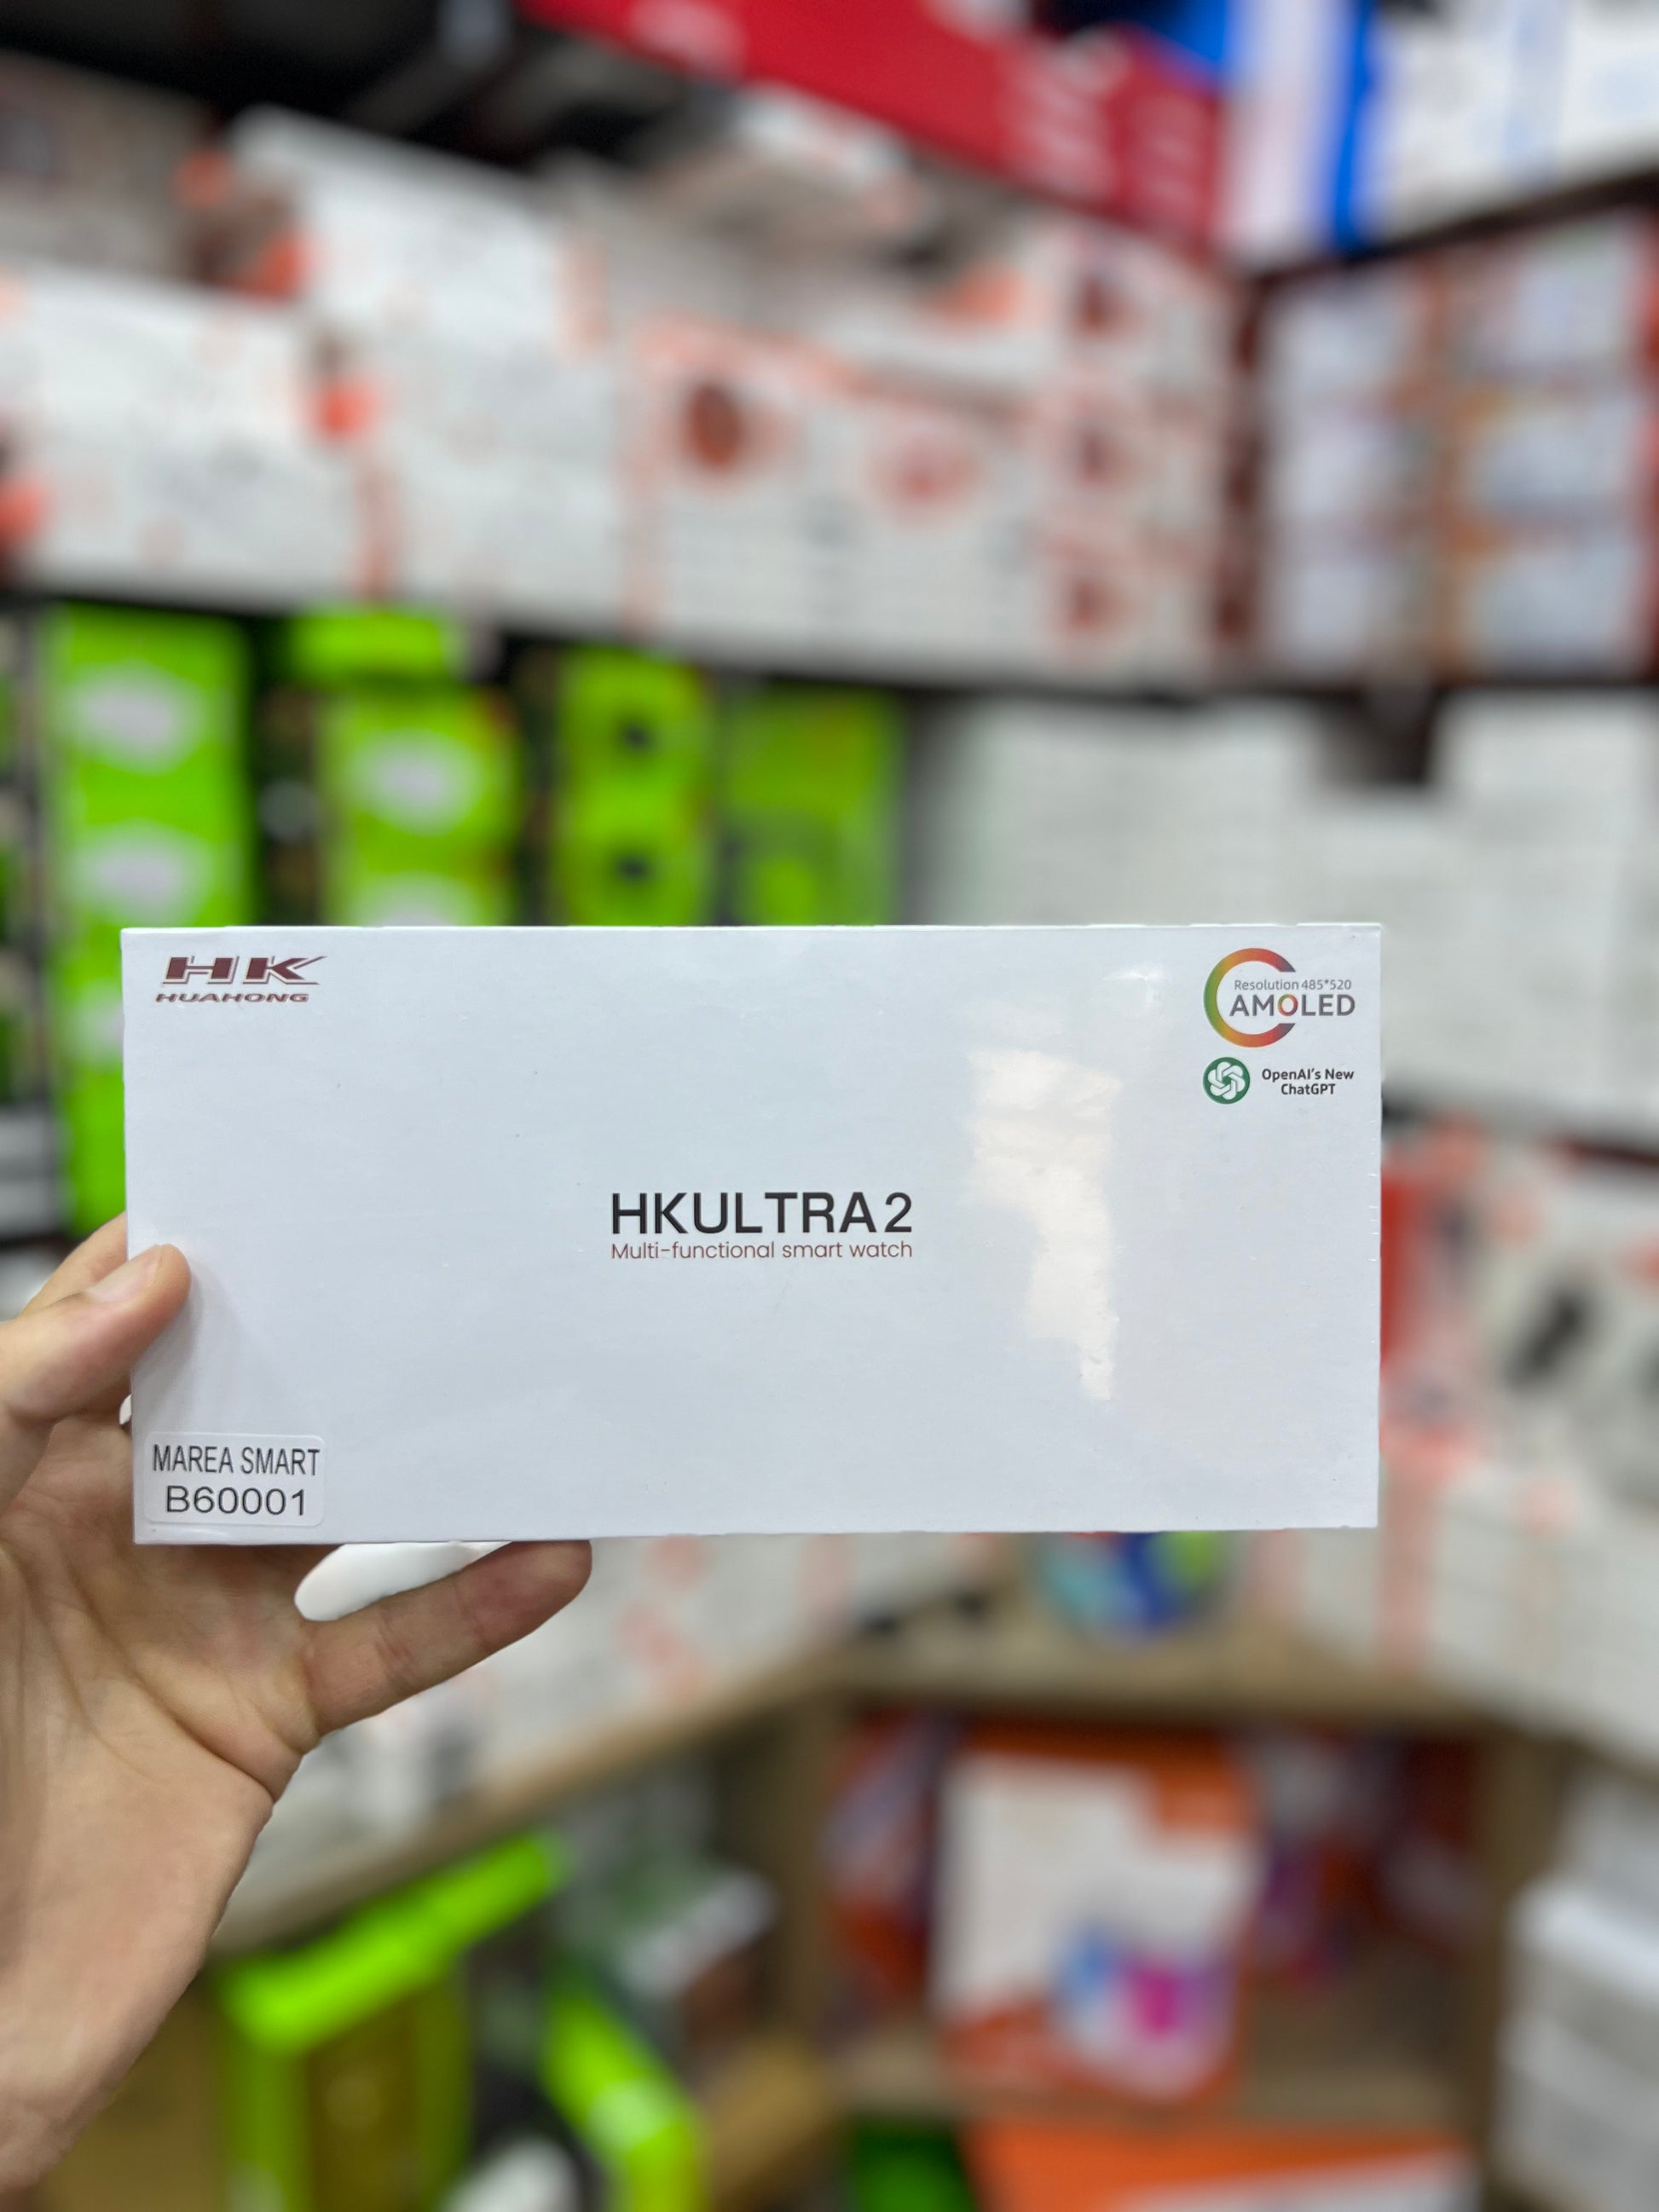 HK
HUAHONG
Resolution 485*520
AMOLED
OpenAI's New
ChatGPT
HKULTRA2
Multi-functional smart watch
MAREA SMART
B60001